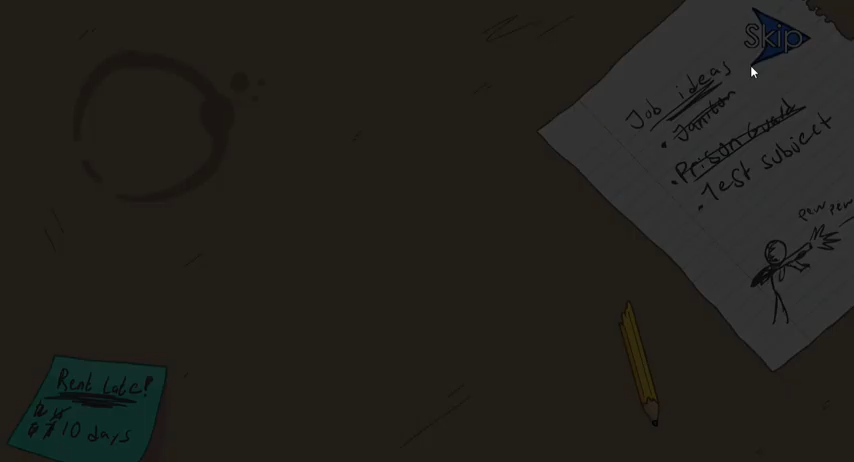 Skip
Job ideas
• Janitor
• Prison Guard
• Test subject
pew pew
Rent Late!
10 days